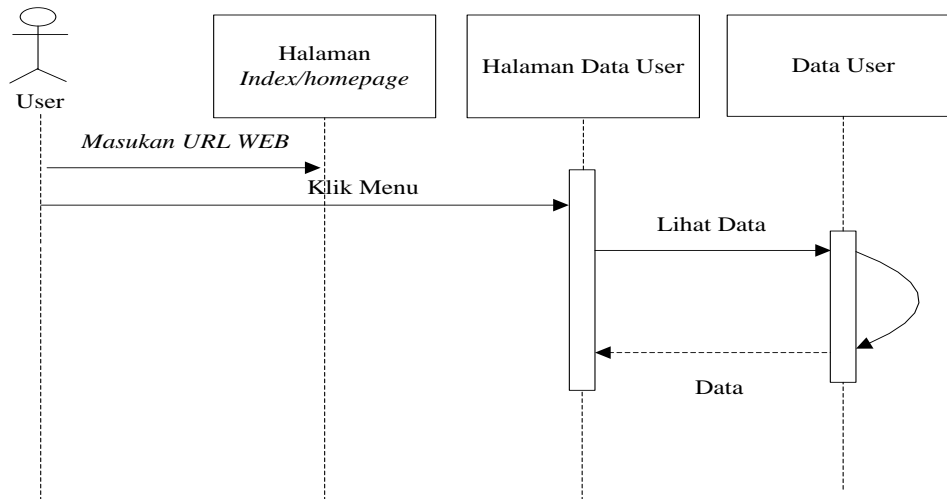 Halaman
Index/homepage
Halaman Data User
Data User
User
Masukan URL WEB
Klik Menu
Lihat Data
Data